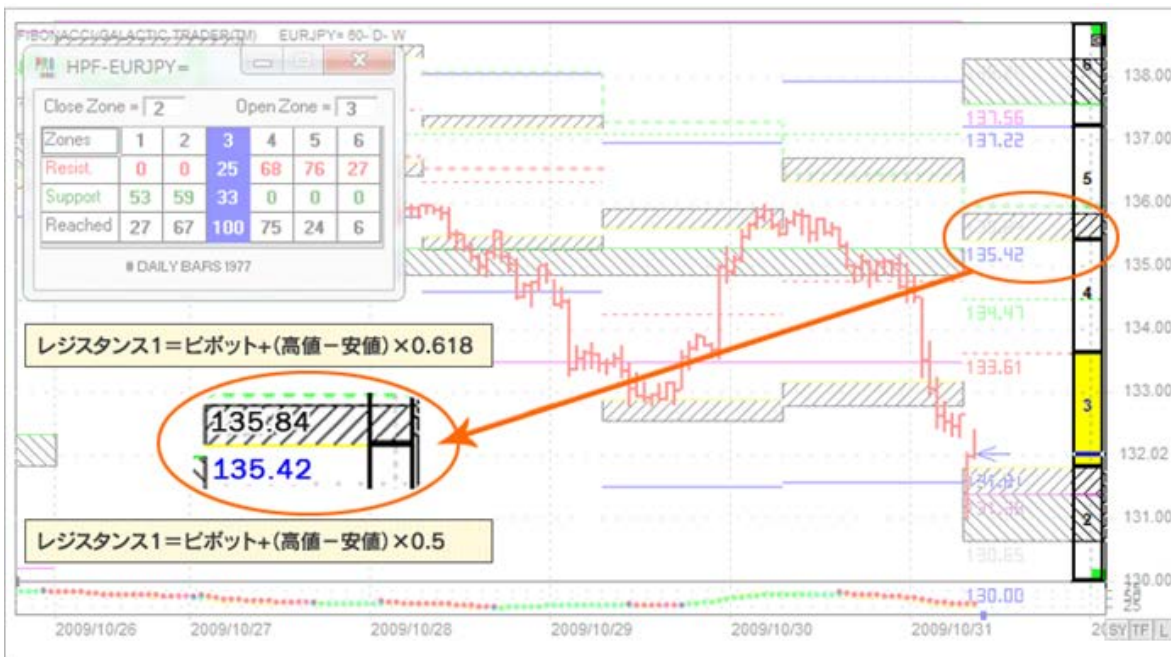 FIBONACCI/GALACTIC TRADER(TM) EURJPY= 60- D- W
HPF-EURJPY=
Close Zone = 2 Open Zone = 3
Zones 1 2 3 4 5 6
Resist. 0 0 25 68 76 27
Support 53 59 33 0 0 0
Reached 27 67 100 75 24 6
# DAILY BARS 1977
レジスタンス1=ピボット+(高値-安値)×0.618
135.84
135.42
レジスタンス1=ピボット+(高値-安値)×0.5
137.56
137.22
135.42
134.47
133.61
130.65
130.00
6
5
4
3
2
138.00
137.00
136.00
135.00
134.00
133.00
132.02
131.00
130.00
25
2009/10/26 2009/10/27 2009/10/28 2009/10/29 2009/10/30 2009/10/31
SY TF L